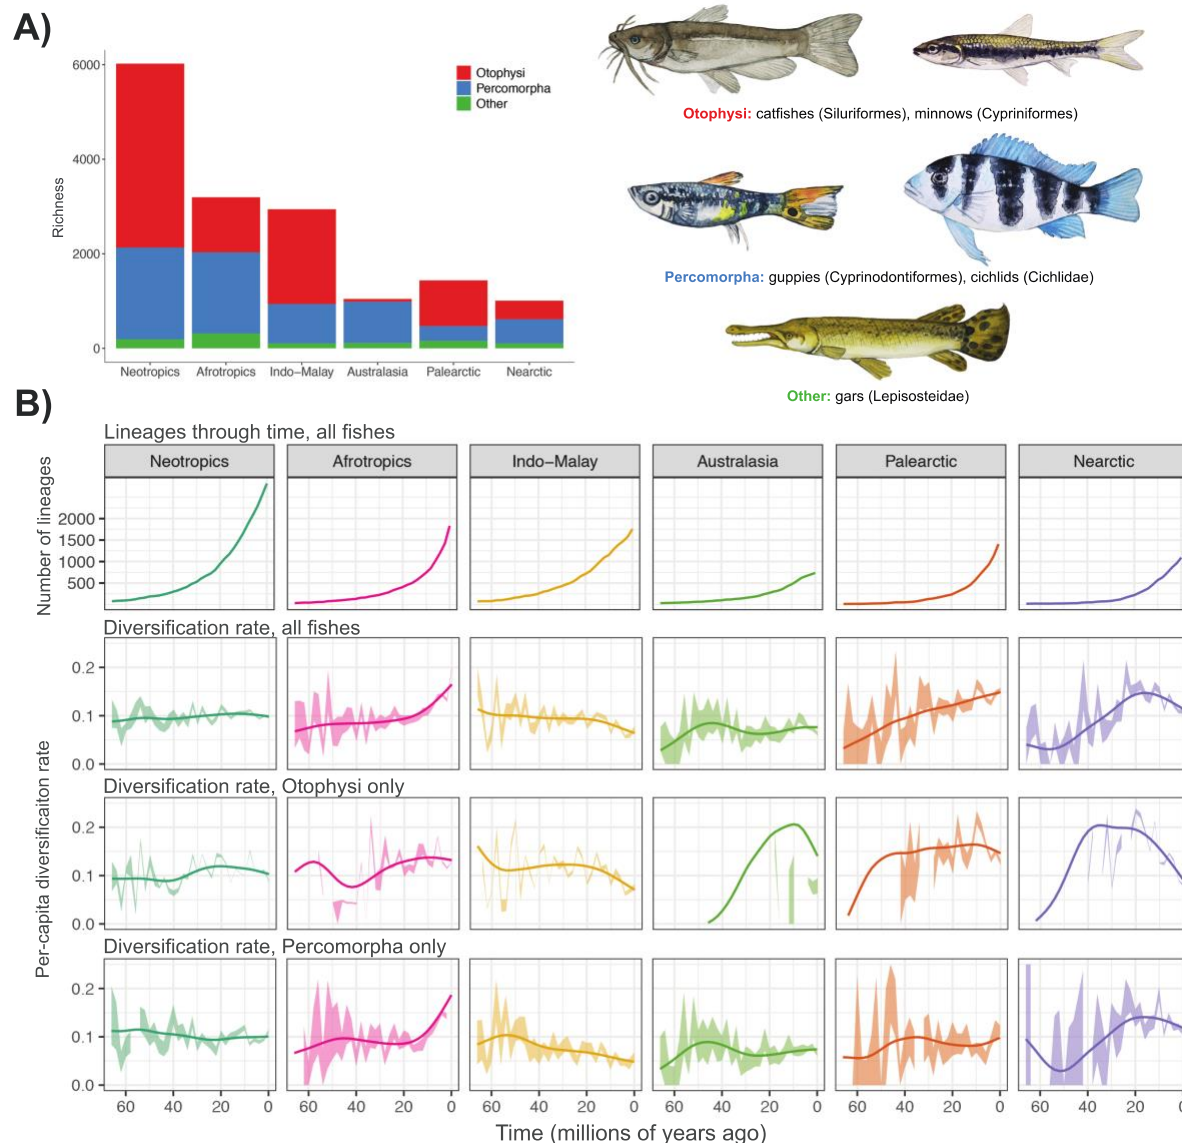 A)
6000
4000
2000
0
Richness
Otophysi
Percomorpha
Other
Neotropics
Afrotropics
Indo-Malay
Australasia
Palearctic
Nearctic
Otophysi: catfishes (Siluriformes), minnows (Cypriniformes)
Percomorpha: guppies (Cyprinodontiformes), cichlids (Cichlidae)
Other: gars (Lepisosteidae)
B)
Lineages through time, all fishes
Neotropics
Afrotropics
Indo-Malay
Australasia
Palearctic
Nearctic
Number of lineages
2000
1500
1000
500
Diversification rate, all fishes
0.2
0.1
0.0
Per-capita diversificaiton rate
Diversification rate, Otophysi only
0.2
0.1
0.0
Diversification rate, Percomorpha only
0.2
0.1
0.0
60 40 20 0 60 40 20 0 60 40 20 0 60 40 20 0 60 40 20 0 60 40 20 0
Time (millions of years ago)